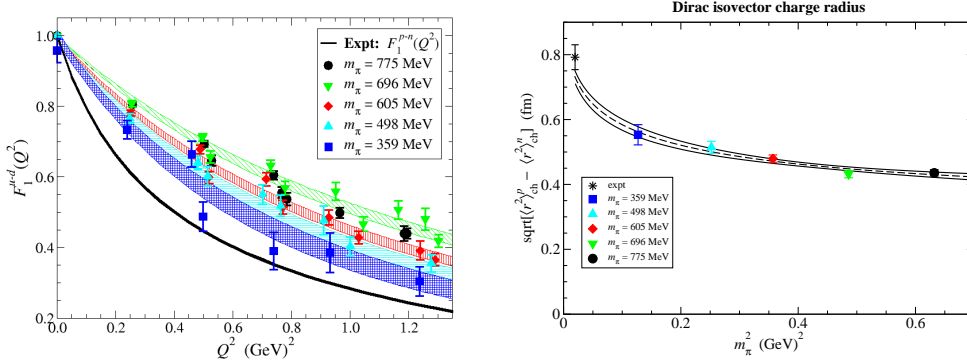 1.0
0.8
0.6
0.4
0.2
0.0 0.2 0.4 0.6 0.8 1.0 1.2
Q² (GeV)²
F₁ᵘ⁻ᵈ(Q²)
Expt: F₁ᵖ⁻ⁿ(Q²)
mπ = 775 MeV
mπ = 696 MeV
mπ = 605 MeV
mπ = 498 MeV
mπ = 359 MeV
Dirac isovector charge radius
0.8
0.6
0.4
0.2
0
0 0.2 0.4 0.6
mπ² (GeV)²
sqrt[⟨r²⟩ᵖch − ⟨r²⟩ⁿch] (fm)
expt
mπ = 359 MeV
mπ = 498 MeV
mπ = 605 MeV
mπ = 696 MeV
mπ = 775 MeV